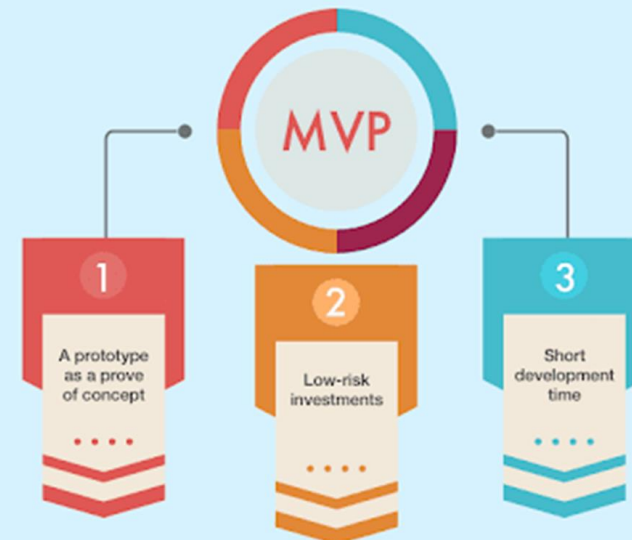 MVP
1
A prototype
as a prove
of concept
2
Low-risk
investments
3
Short
development
time